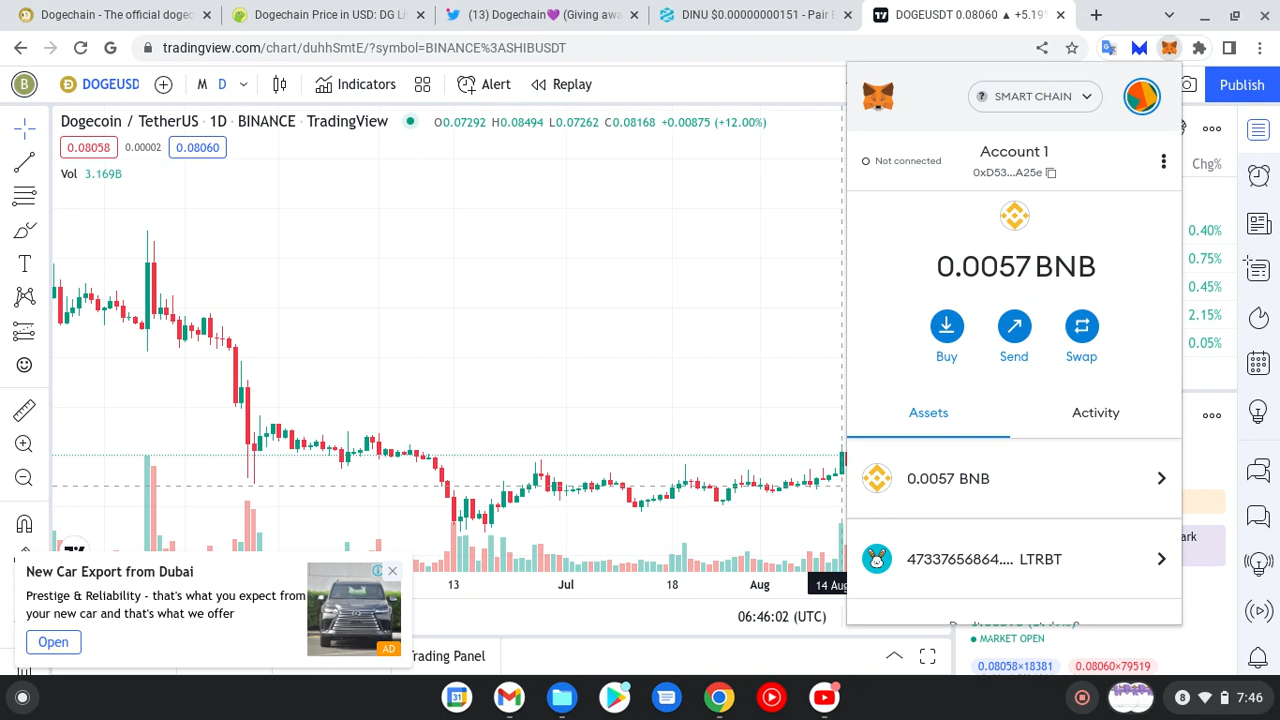 Dogechain - The official dogec
Dogechain Price in USD: DG Li
(13) Dogechain💜 (Giving awa
DINU $0.00000000151 - Pair E
DOGEUSDT 0.08060 ▲ +5.19%
tradingview.com/chart/duhhSmtE/?symbol=BINANCE%3ASHIBUSDT
B
DOGEUSD
M
D
Indicators
Alert
Replay
Publish
Dogecoin / TetherUS · 1D · BINANCE · TradingView
O0.07292 H0.08494 L0.07262 C0.08168 +0.00875 (+12.00%)
0.08058
0.00002
0.08060
Vol 3.169B
SMART CHAIN
Not connected
Account 1
0xD53...A25e
0.0057 BNB
Buy
Send
Swap
Assets
Activity
0.0057 BNB
47337656864.... LTRBT
Chg%
0.40%
0.75%
0.45%
2.15%
0.05%
ark
13
Jul
18
Aug
14 Aug
New Car Export from Dubai
Prestige & Reliability - that's what you expect from
your new car and that's what we offer
Open
AD
06:46:02 (UTC)
Trading Panel
MARKET OPEN
0.08058×18381
0.08060×79519
31
8
7:46